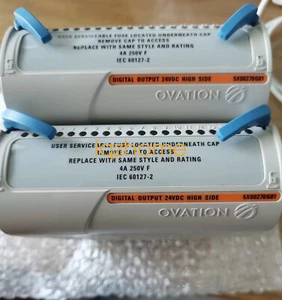 USER SERVICEABLE FUSE LOCATED UNDERNEATH CAP
REMOVE CAP TO ACCESS
REPLACE WITH SAME STYLE AND RATING
4A 250V F
IEC 60127-2
DIGITAL OUTPUT 24VDC HIGH SIDE 5X00270G01
OVATION
USER SERVICEABLE FUSE LOCATED UNDERNEATH CAP
REMOVE CAP TO ACCESS
REPLACE WITH SAME STYLE AND RATING
4A 250V F
IEC 60127-2
DIGITAL OUTPUT 24VDC HIGH SIDE 5X00270G01
OVATION